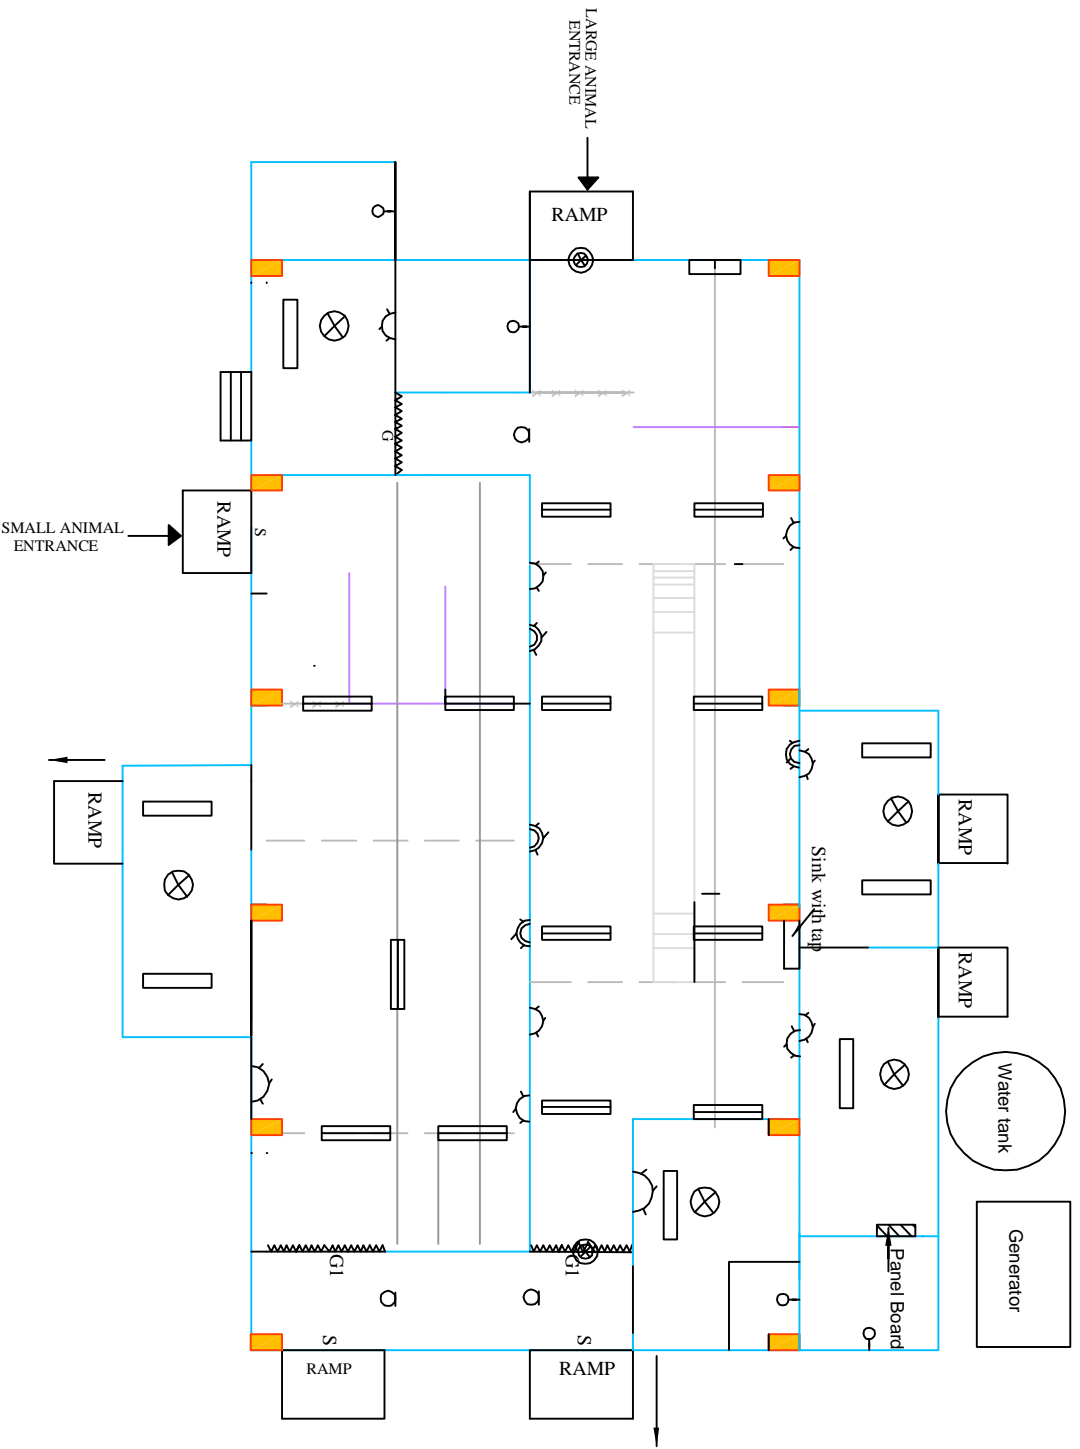 LARGE ANIMAL
ENTRANCE
RAMP
G
RAMP
S
SMALL ANIMAL
ENTRANCE
RAMP
RAMP
Sink with tap
RAMP
Water tank
Generator
Panel Board
G1
G1
S
S
RAMP
RAMP